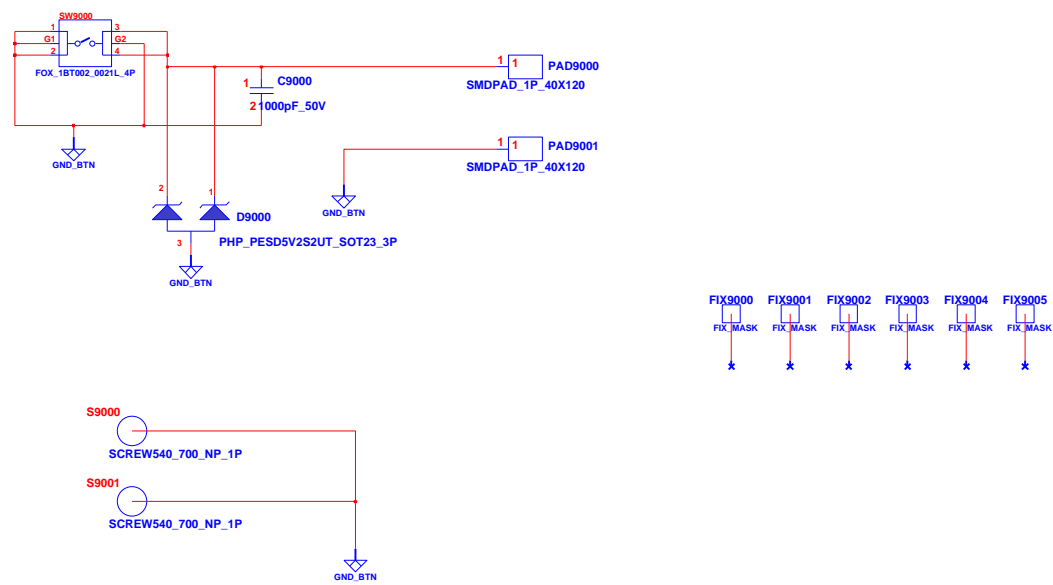 SW9000
1 3
G1 G2
2 4
FOX_1BT002_0021L_4P
1 C9000
2 1000pF_50V
GND_BTN
1 1 PAD9000
SMDPAD_1P_40X120
1 1 PAD9001
SMDPAD_1P_40X120
GND_BTN
2 1
D9000
3 PHP_PESD5V2S2UT_SOT23_3P
GND_BTN
FIX9000 FIX9001 FIX9002 FIX9003 FIX9004 FIX9005
FIX_MASK FIX_MASK FIX_MASK FIX_MASK FIX_MASK FIX_MASK
S9000
SCREW540_700_NP_1P
S9001
SCREW540_700_NP_1P
GND_BTN